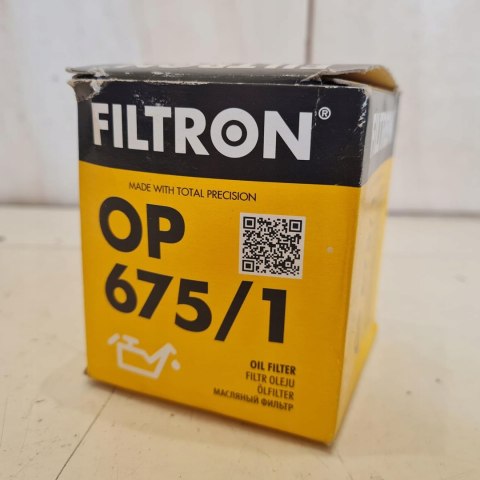 FILTRON®
MADE WITH TOTAL PRECISION
OP
675/1
OIL FILTER
FILTR OLEJU
ÖLFILTER
МАСЛЯНЫЙ ФИЛЬТР